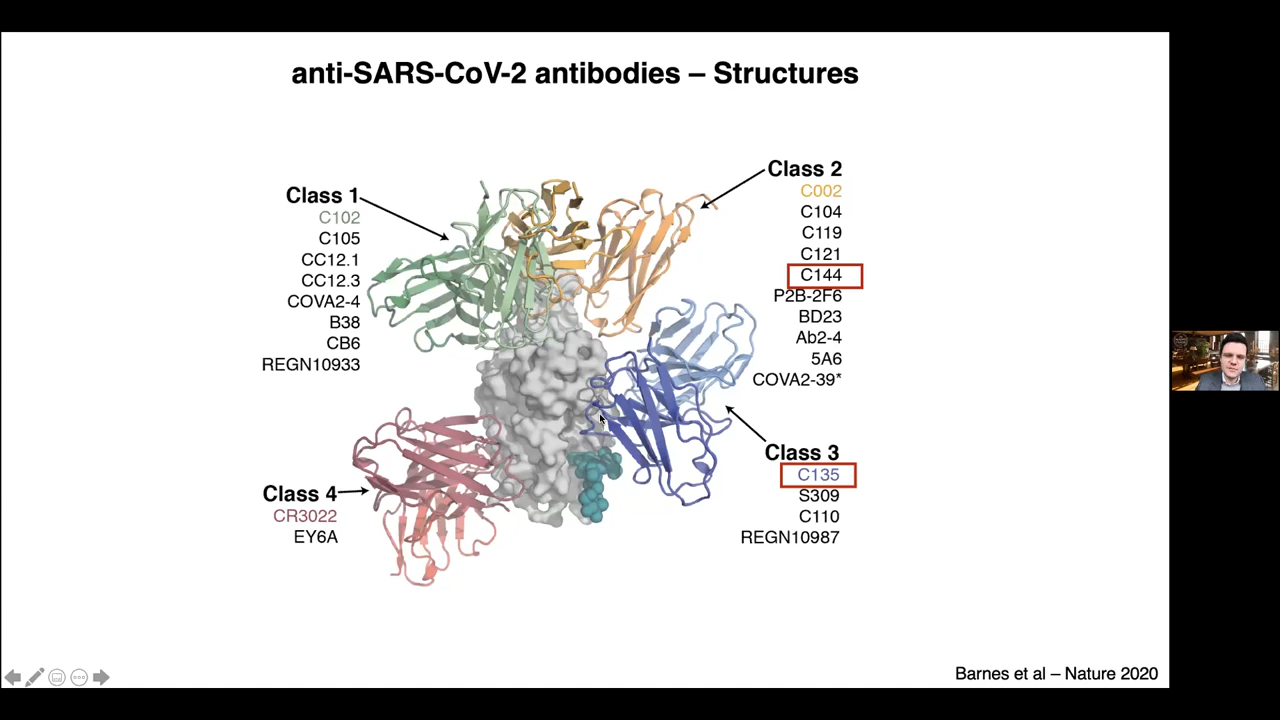 anti-SARS-CoV-2 antibodies – Structures
Class 1
C102
C105
CC12.1
CC12.3
COVA2-4
B38
CB6
REGN10933
Class 2
C002
C104
C119
C121
C144
P2B-2F6
BD23
Ab2-4
5A6
COVA2-39*
Class 3
C135
S309
C110
REGN10987
Class 4
CR3022
EY6A
Barnes et al – Nature 2020